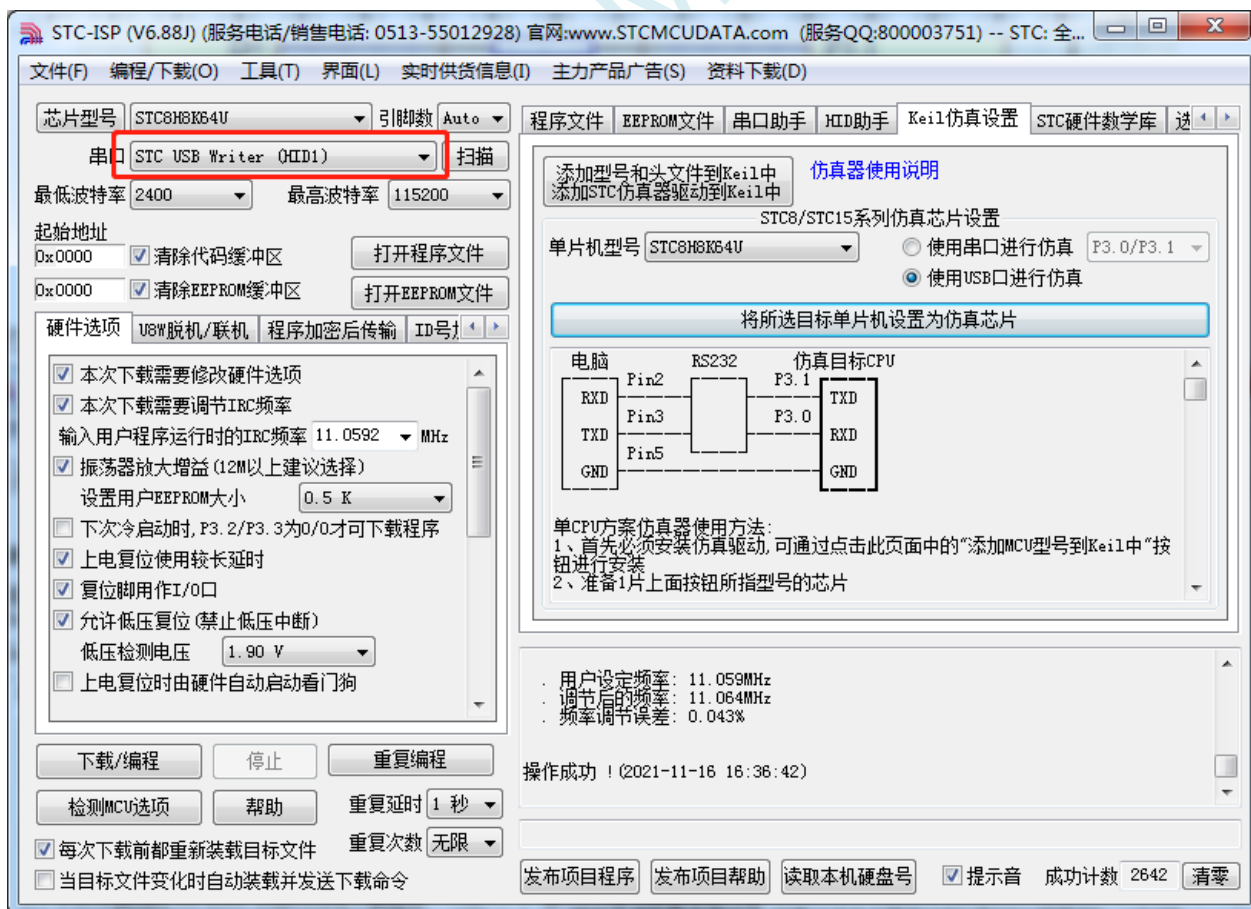 STC-ISP (V6.88J) (服务电话/销售电话: 0513-55012928) 官网:www.STCMCUDATA.com (服务QQ:800003751) -- STC: 全...
文件(F) 编程/下载(O) 工具(T) 界面(L) 实时供货信息(I) 主力产品广告(S) 资料下载(D)
芯片型号 STC8H8K64U 引脚数 Auto
串口 STC USB Writer (HID1) 扫描
最低波特率 2400 最高波特率 115200
起始地址
0x0000 清除代码缓冲区 打开程序文件
0x0000 清除EEPROM缓冲区 打开EEPROM文件
硬件选项 U8W脱机/联机 程序加密后传输 ID号
本次下载需要修改硬件选项
本次下载需要调节IRC频率
输入用户程序运行时的IRC频率 11.0592 MHz
振荡器放大增益(12M以上建议选择)
设置用户EEPROM大小 0.5 K
下次冷启动时,P3.2/P3.3为0/0才可下载程序
上电复位使用较长延时
复位脚用作I/O口
允许低压复位(禁止低压中断)
低压检测电压 1.90 V
上电复位时由硬件自动启动看门狗
下载/编程 停止 重复编程
检测MCU选项 帮助 重复延时 1 秒
每次下载前都重新装载目标文件 重复次数 无限
当目标文件变化时自动装载并发送下载命令
程序文件 EEPROM文件 串口助手 HID助手 Keil仿真设置 STC硬件数学库 选
添加型号和头文件到Keil中
添加STC仿真器驱动到Keil中
仿真器使用说明
STC8/STC15系列仿真芯片设置
单片机型号 STC8H8K64U 使用串口进行仿真 P3.0/P3.1
使用USB口进行仿真
将所选目标单片机设置为仿真芯片
电脑 RS232 仿真目标CPU
Pin2 P3.1
RXD TXD
Pin3 P3.0
TXD RXD
Pin5
GND GND
单CPU方案仿真器使用方法:
1、首先必须安装仿真驱动,可通过点击此页面中的“添加MCU型号到Keil中”按
钮进行安装
2、准备1片上面按钮所指型号的芯片
. 用户设定频率: 11.059MHz
. 调节后的频率: 11.064MHz
. 频率调节误差: 0.043%
操作成功 !(2021-11-16 16:36:42)
发布项目程序 发布项目帮助 读取本机硬盘号 提示音 成功计数 2642 清零